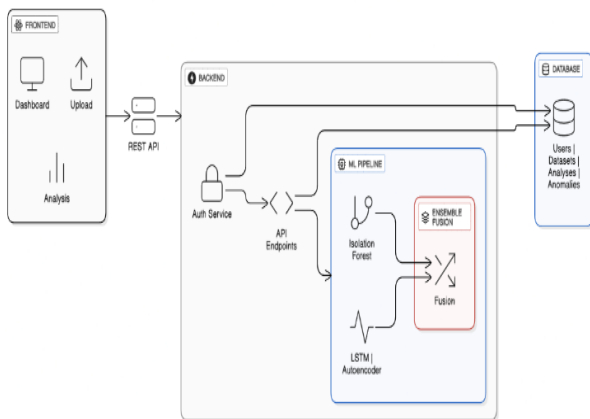 FRONTEND
Dashboard
Upload
Analysis
REST API
BACKEND
Auth Service
API
Endpoints
ML PIPELINE
Isolation
Forest
LSTM |
Autoencoder
ENSEMBLE
FUSION
Fusion
DATABASE
Users |
Datasets |
Analyses |
Anomalies